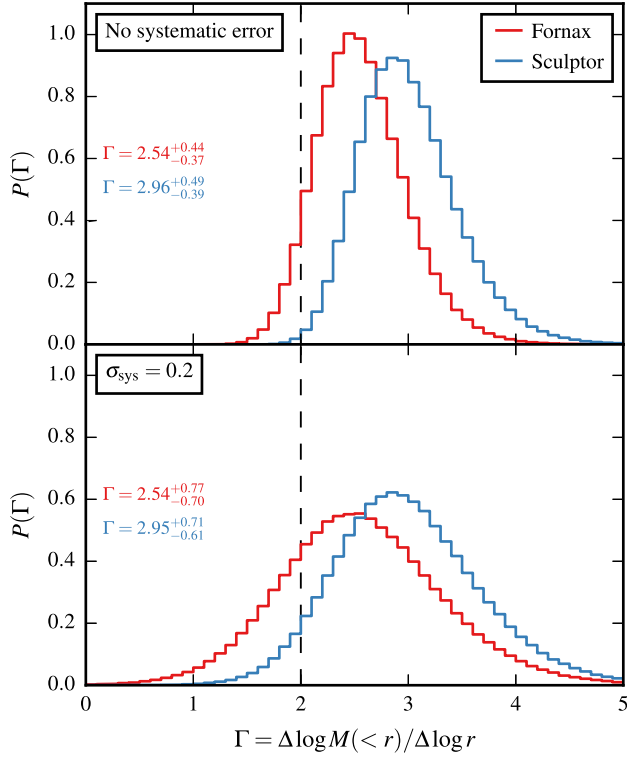 No systematic error
Fornax
Sculptor
1.0
0.8
0.6
0.4
0.2
0.0
P(Γ)
Γ = 2.54^{+0.44}_{−0.37}
Γ = 2.96^{+0.49}_{−0.39}
σ_sys = 0.2
1.0
0.8
0.6
0.4
0.2
0.0
P(Γ)
Γ = 2.54^{+0.77}_{−0.70}
Γ = 2.95^{+0.71}_{−0.61}
0 1 2 3 4 5
Γ = Δ log M(< r)/Δ log r